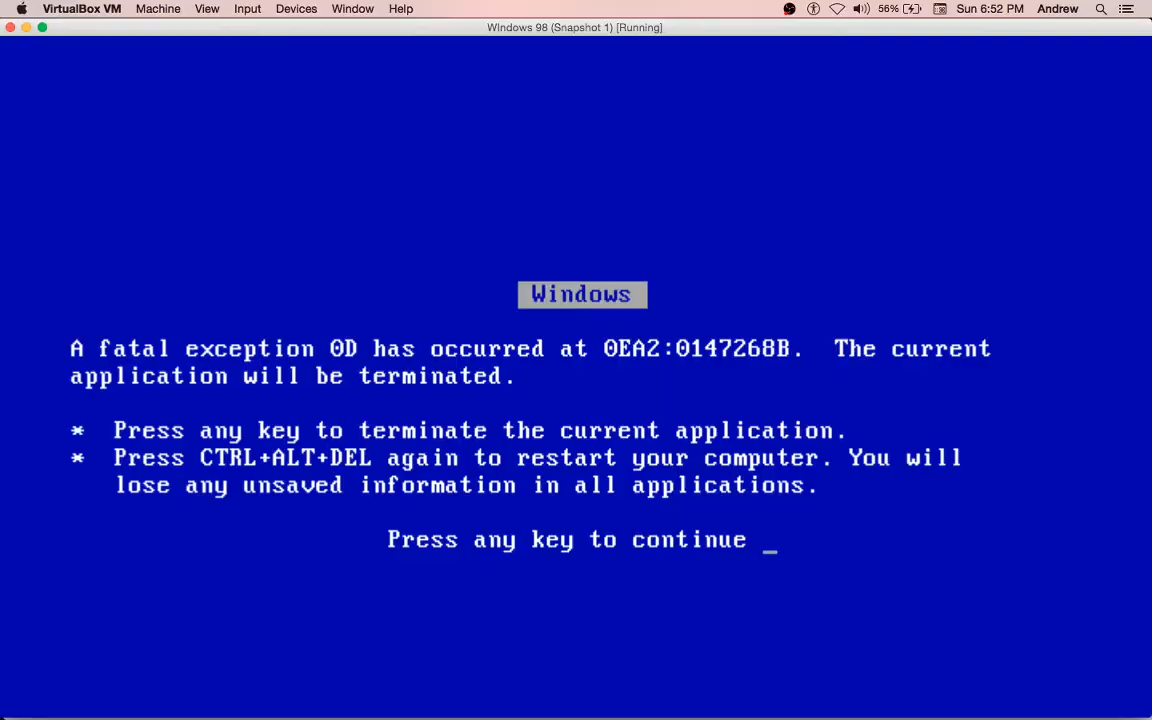 VirtualBox VM Machine View Input Devices Window Help 56% Sun 6:52 PM Andrew
WIndows 98 (Snapshot 1) [Running]
Windows
A fatal exception 0D has occurred at 0EA2:0147268B. The current
application will be terminated.
* Press any key to terminate the current application.
* Press CTRL+ALT+DEL again to restart your computer. You will
lose any unsaved information in all applications.
Press any key to continue _